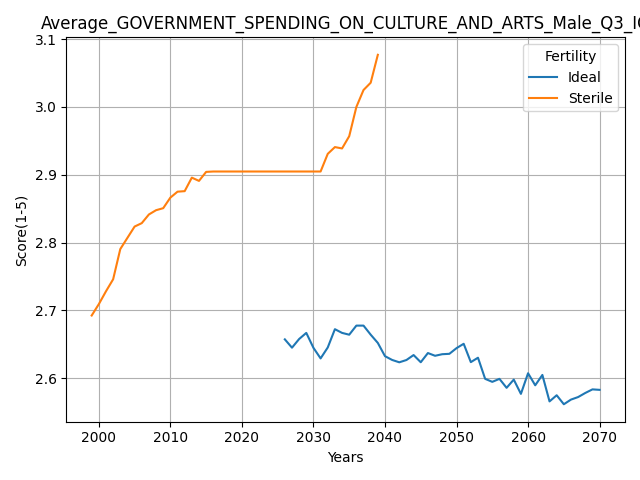 Average_GOVERNMENT_SPENDING_ON_CULTURE_AND_ARTS_Male_Q3_I
3.1
3.0
2.9
2.8
2.7
2.6
Score(1-5)
Fertility
Ideal
Sterile
2000 2010 2020 2030 2040 2050 2060 2070
Years